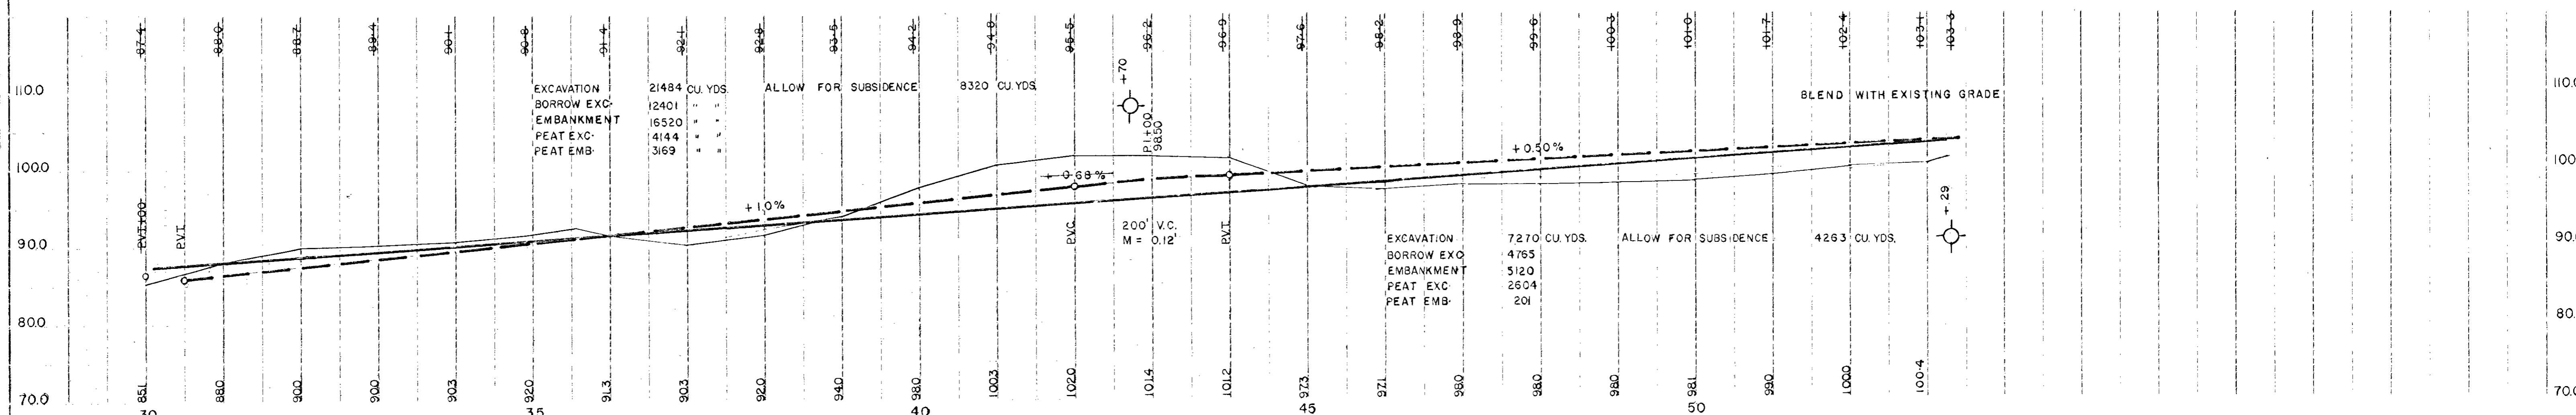 87.4 88.0 88.7 89.4 90.1 90.8 91.4 92.1 92.8 93.5 94.2 94.8 95.5 96.2 96.9 97.6 98.2 98.9 99.6 100.3 101.0 101.7 102.4 103.1 103.3
+70
110.0
EXCAVATION 21484 CU. YDS. ALLOW FOR SUBSIDENCE 8320 CU. YDS.
BORROW EXC. 12401 " "
EMBANKMENT 16520 " "
PEAT EXC. 4144 " "
PEAT EMB. 3169 " "
P.I. +00
98.50
BLEND WITH EXISTING GRADE
110.0
100.0
+0.50%
100.0
+0.68%
+1.0%
90.0
P.V.T. +00
P.V.T.
P.V.C.
200' V.C.
M = 0.12'
P.V.T.
EXCAVATION 7270 CU. YDS. ALLOW FOR SUBSIDENCE 4263 CU. YDS.
BORROW EXC 4765
EMBANKMENT 5120
PEAT EXC. 2604
PEAT EMB. 201
+.29
90.0
80.0
80.0
70.0
85.1 88.0 90.0 90.0 90.3 92.0 91.3 90.3 92.0 94.0 98.0 100.3 102.0 101.4 101.2 97.3 97.1 98.0 98.0 98.0 98.1 99.0 100.0 100.4
70.0
30 35 40 45 50